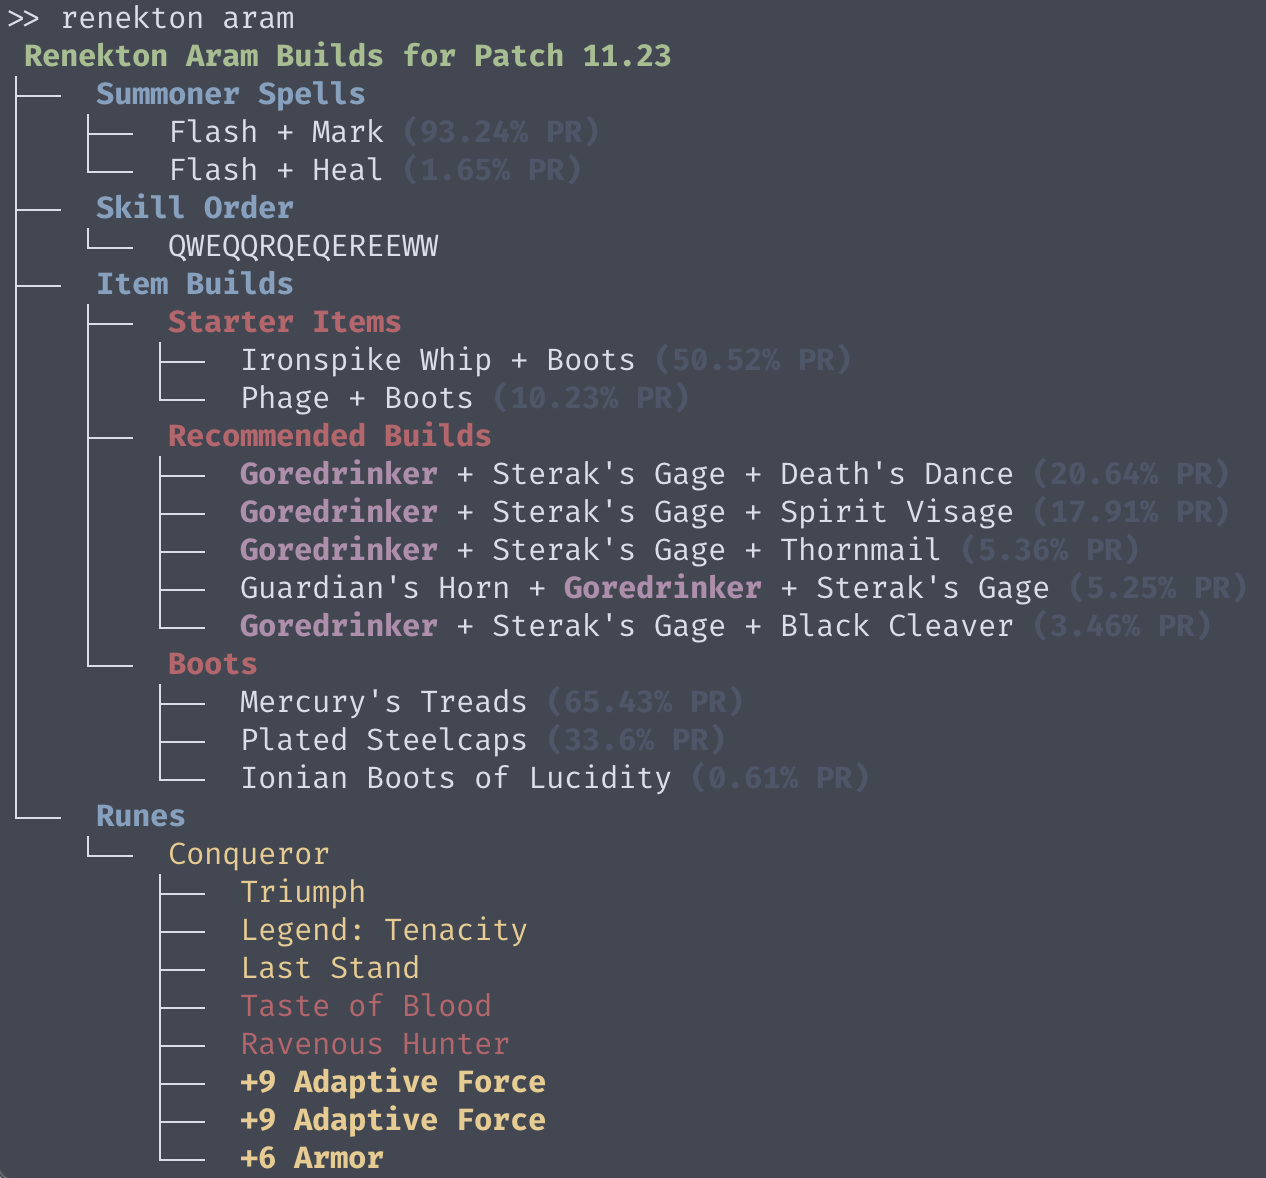 >> renekton aram
Renekton Aram Builds for Patch 11.23
Summoner Spells
Flash + Mark (93.24% PR)
Flash + Heal (1.65% PR)
Skill Order
QWEQQRQEQEREEWW
Item Builds
Starter Items
Ironspike Whip + Boots (50.52% PR)
Phage + Boots (10.23% PR)
Recommended Builds
Goredrinker + Sterak's Gage + Death's Dance (20.64% PR)
Goredrinker + Sterak's Gage + Spirit Visage (17.91% PR)
Goredrinker + Sterak's Gage + Thornmail (5.36% PR)
Guardian's Horn + Goredrinker + Sterak's Gage (5.25% PR)
Goredrinker + Sterak's Gage + Black Cleaver (3.46% PR)
Boots
Mercury's Treads (65.43% PR)
Plated Steelcaps (33.6% PR)
Ionian Boots of Lucidity (0.61% PR)
Runes
Conqueror
Triumph
Legend: Tenacity
Last Stand
Taste of Blood
Ravenous Hunter
+9 Adaptive Force
+9 Adaptive Force
+6 Armor